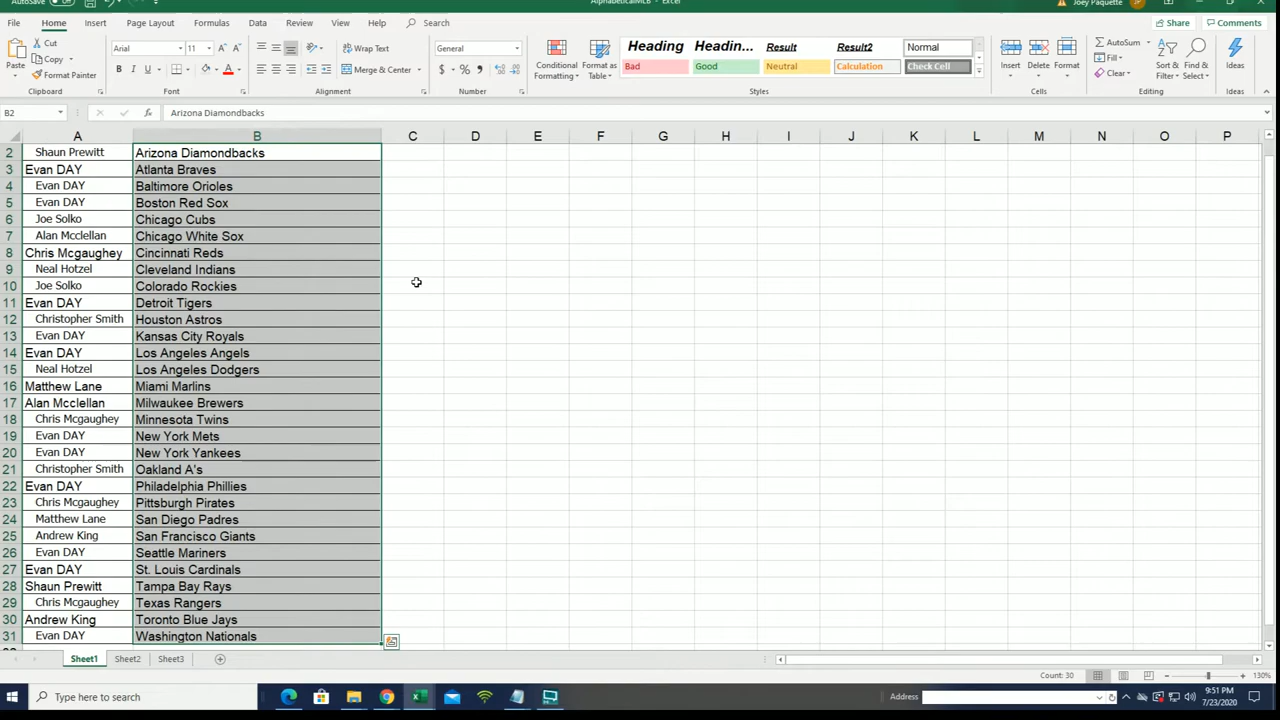 AutoSave Off AlphabeticalMLB - Excel Joey Paquette
File Home Insert Page Layout Formulas Data Review View Help Search Share Comments
Paste Cut Copy Format Painter Clipboard
Arial 11 B I U Font
Wrap Text Merge & Center Alignment
General $ % Number
Conditional Formatting Format as Table
Heading Headin... Result Result2 Normal
Bad Good Neutral Calculation Check Cell
Styles
Insert Delete Format Cells
AutoSum Fill Clear Sort & Filter Find & Select Editing
Ideas Ideas
B2 fx Arizona Diamondbacks
A B C D E F G H I J K L M N O P
2 Shaun Prewitt Arizona Diamondbacks
3 Evan DAY Atlanta Braves
4 Evan DAY Baltimore Orioles
5 Evan DAY Boston Red Sox
6 Joe Solko Chicago Cubs
7 Alan Mcclellan Chicago White Sox
8 Chris Mcgaughey Cincinnati Reds
9 Neal Hotzel Cleveland Indians
10 Joe Solko Colorado Rockies
11 Evan DAY Detroit Tigers
12 Christopher Smith Houston Astros
13 Evan DAY Kansas City Royals
14 Evan DAY Los Angeles Angels
15 Neal Hotzel Los Angeles Dodgers
16 Matthew Lane Miami Marlins
17 Alan Mcclellan Milwaukee Brewers
18 Chris Mcgaughey Minnesota Twins
19 Evan DAY New York Mets
20 Evan DAY New York Yankees
21 Christopher Smith Oakland A's
22 Evan DAY Philadelphia Phillies
23 Chris Mcgaughey Pittsburgh Pirates
24 Matthew Lane San Diego Padres
25 Andrew King San Francisco Giants
26 Evan DAY Seattle Mariners
27 Evan DAY St. Louis Cardinals
28 Shaun Prewitt Tampa Bay Rays
29 Chris Mcgaughey Texas Rangers
30 Andrew King Toronto Blue Jays
31 Evan DAY Washington Nationals
Sheet1 Sheet2 Sheet3
Count: 30 130%
Type here to search Address 9:51 PM
7/23/2020